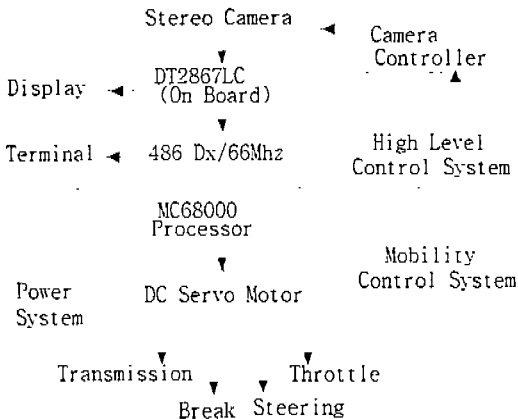 Stereo Camera
Camera
Controller
DT2867LC
(On Board)
Display
Terminal
486 Dx/66Mhz
High Level
Control System
MC68000
Processor
Mobility
Control System
Power
System
DC Servo Motor
Transmission
Throttle
Break
Steering